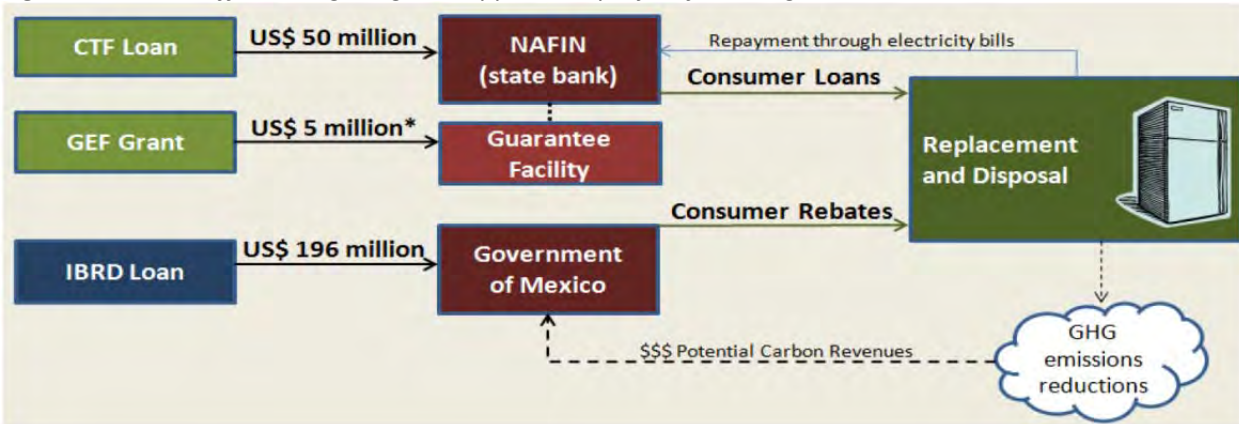 CTF Loan
US$ 50 million
NAFIN
(state bank)
Repayment through electricity bills
Consumer Loans
GEF Grant
US$ 5 million*
Guarantee
Facility
Replacement
and Disposal
Consumer Rebates
IBRD Loan
US$ 196 million
Government
of Mexico
$$$ Potential Carbon Revenues
GHG
emissions
reductions